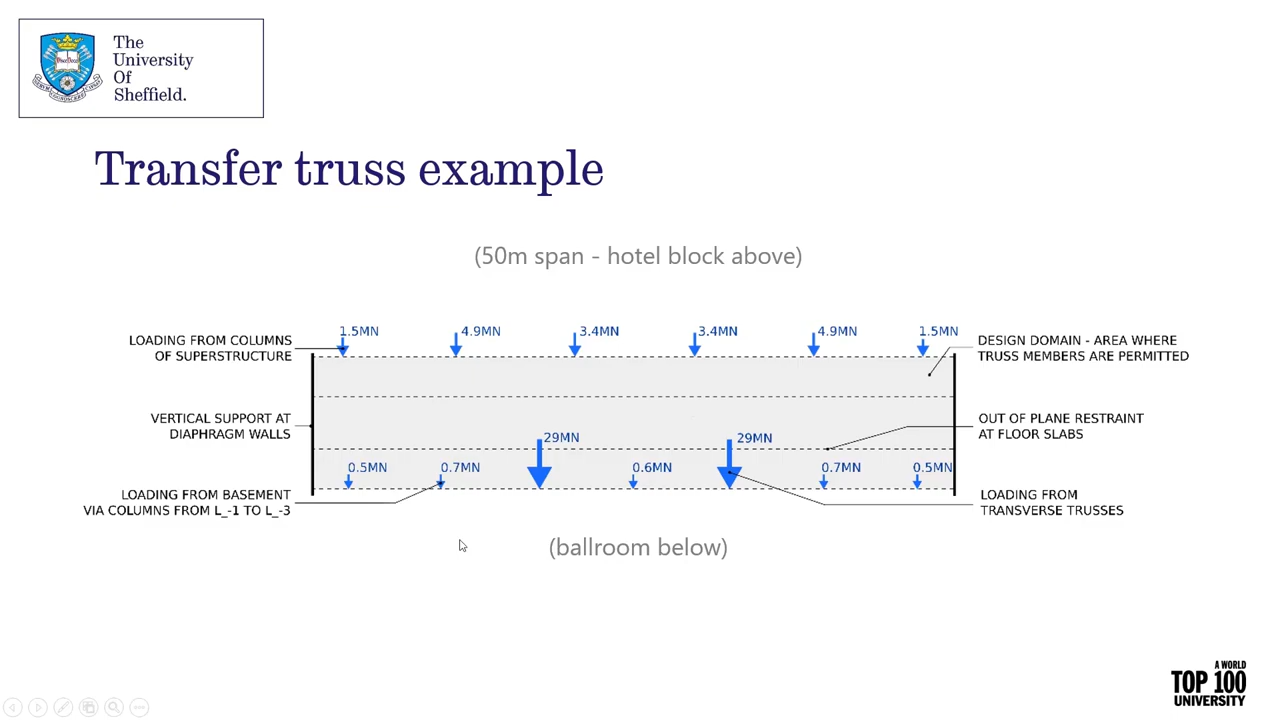 The
University
Of
Sheffield.
Transfer truss example
(50m span - hotel block above)
1.5MN 4.9MN 3.4MN 3.4MN 4.9MN 1.5MN
LOADING FROM COLUMNS
OF SUPERSTRUCTURE
DESIGN DOMAIN - AREA WHERE
TRUSS MEMBERS ARE PERMITTED
VERTICAL SUPPORT AT
DIAPHRAGM WALLS
OUT OF PLANE RESTRAINT
AT FLOOR SLABS
29MN 29MN
0.5MN 0.7MN 0.6MN 0.7MN 0.5MN
LOADING FROM BASEMENT
VIA COLUMNS FROM L_-1 TO L_-3
LOADING FROM
TRANSVERSE TRUSSES
(ballroom below)
A WORLD
TOP 100
UNIVERSITY